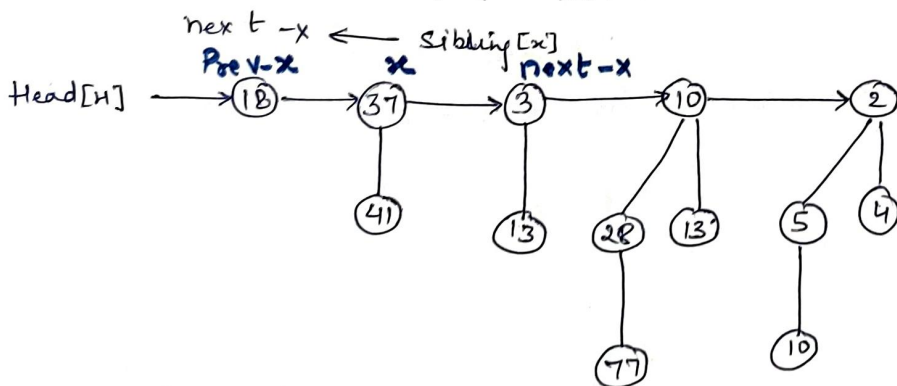 next -x ← Sibling[x]
Prev-x x next-x
Head[H] 18 37 3 10 2
41 13 28 13 5 4
77 10